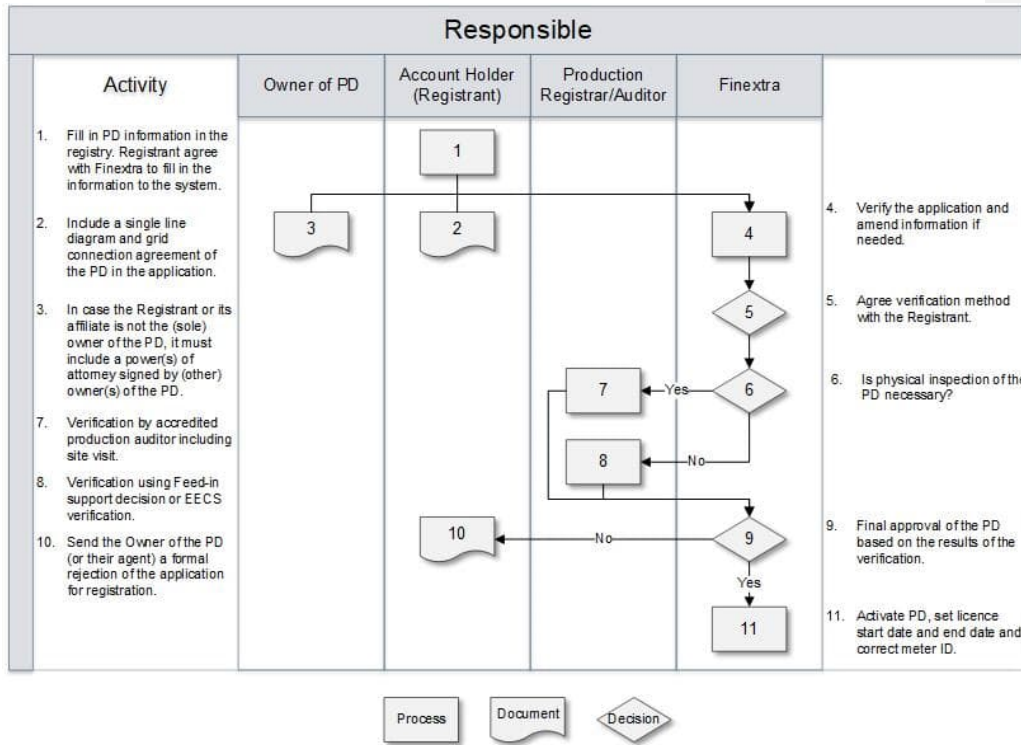 Responsible
Activity
Owner of PD
Account Holder
(Registrant)
Production
Registrar/Auditor
Finextra
1. Fill in PD information in the
registry. Registrant agree
with Finextra to fill in the
information to the system.
2. Include a single line
diagram and grid
connection agreement of
the PD in the application.
3. In case the Registrant or its
affiliate is not the (sole)
owner of the PD, it must
include a power(s) of
attorney signed by (other)
owner(s) of the PD.
7. Verification by accredited
production auditor including
site visit.
8. Verification using Feed-in
support decision or EECS
verification.
10. Send the Owner of the PD
(or their agent) a formal
rejection of the application
for registration.
1
3
2
4
5
7
Yes
6
8
No
10
No
9
Yes
11
4. Verify the application and
amend information if
needed.
5. Agree verification method
with the Registrant.
6. Is physical inspection of the
PD necessary?
9. Final approval of the PD
based on the results of the
verification.
11. Activate PD, set licence
start date and end date and
correct meter ID.
Process
Document
Decision